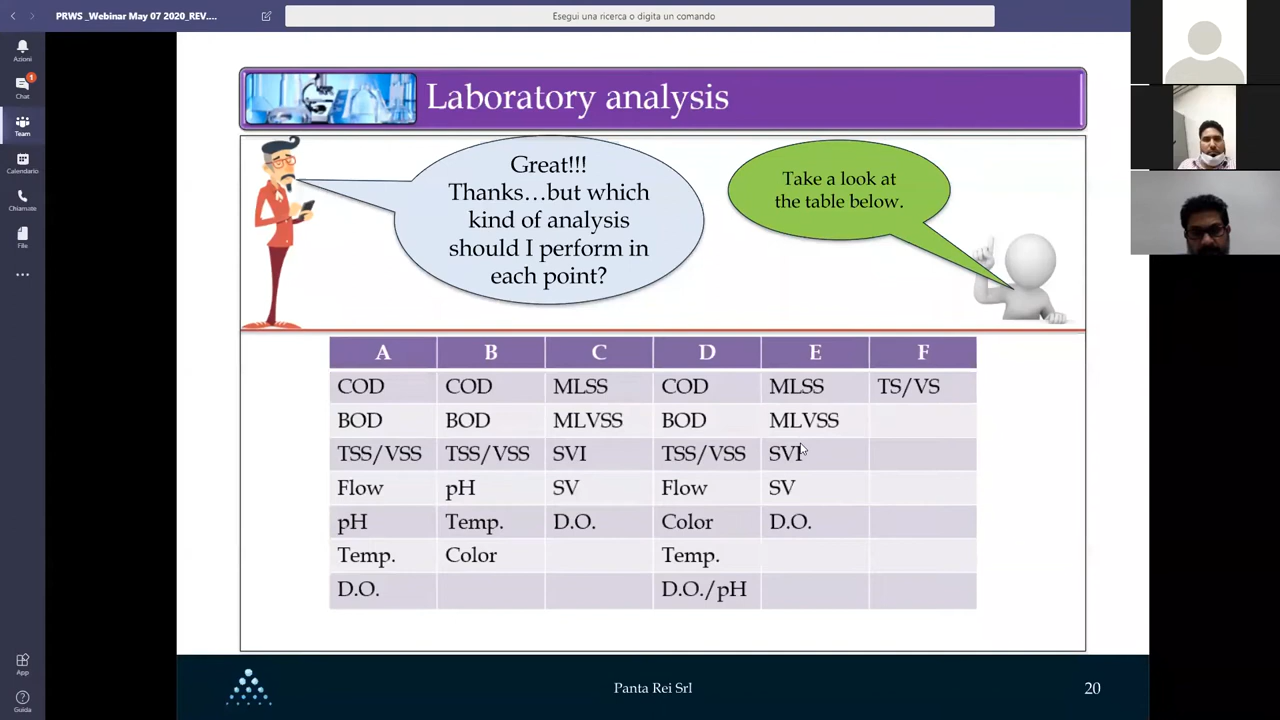 PRWS _Webinar May 07 2020_REV....
Esegui una ricerca o digita un comando
Azioni
1
Chat
Team
Calendario
Chiamate
File
App
Guida
Laboratory analysis
Great!!!
Thanks...but which
kind of analysis
should I perform in
each point?
Take a look at
the table below.
A B C D E F
COD COD MLSS COD MLSS TS/VS
BOD BOD MLVSS BOD MLVSS
TSS/VSS TSS/VSS SVI TSS/VSS SVI
Flow pH SV Flow SV
pH Temp. D.O. Color D.O.
Temp. Color Temp.
D.O. D.O./pH
Panta Rei Srl
20